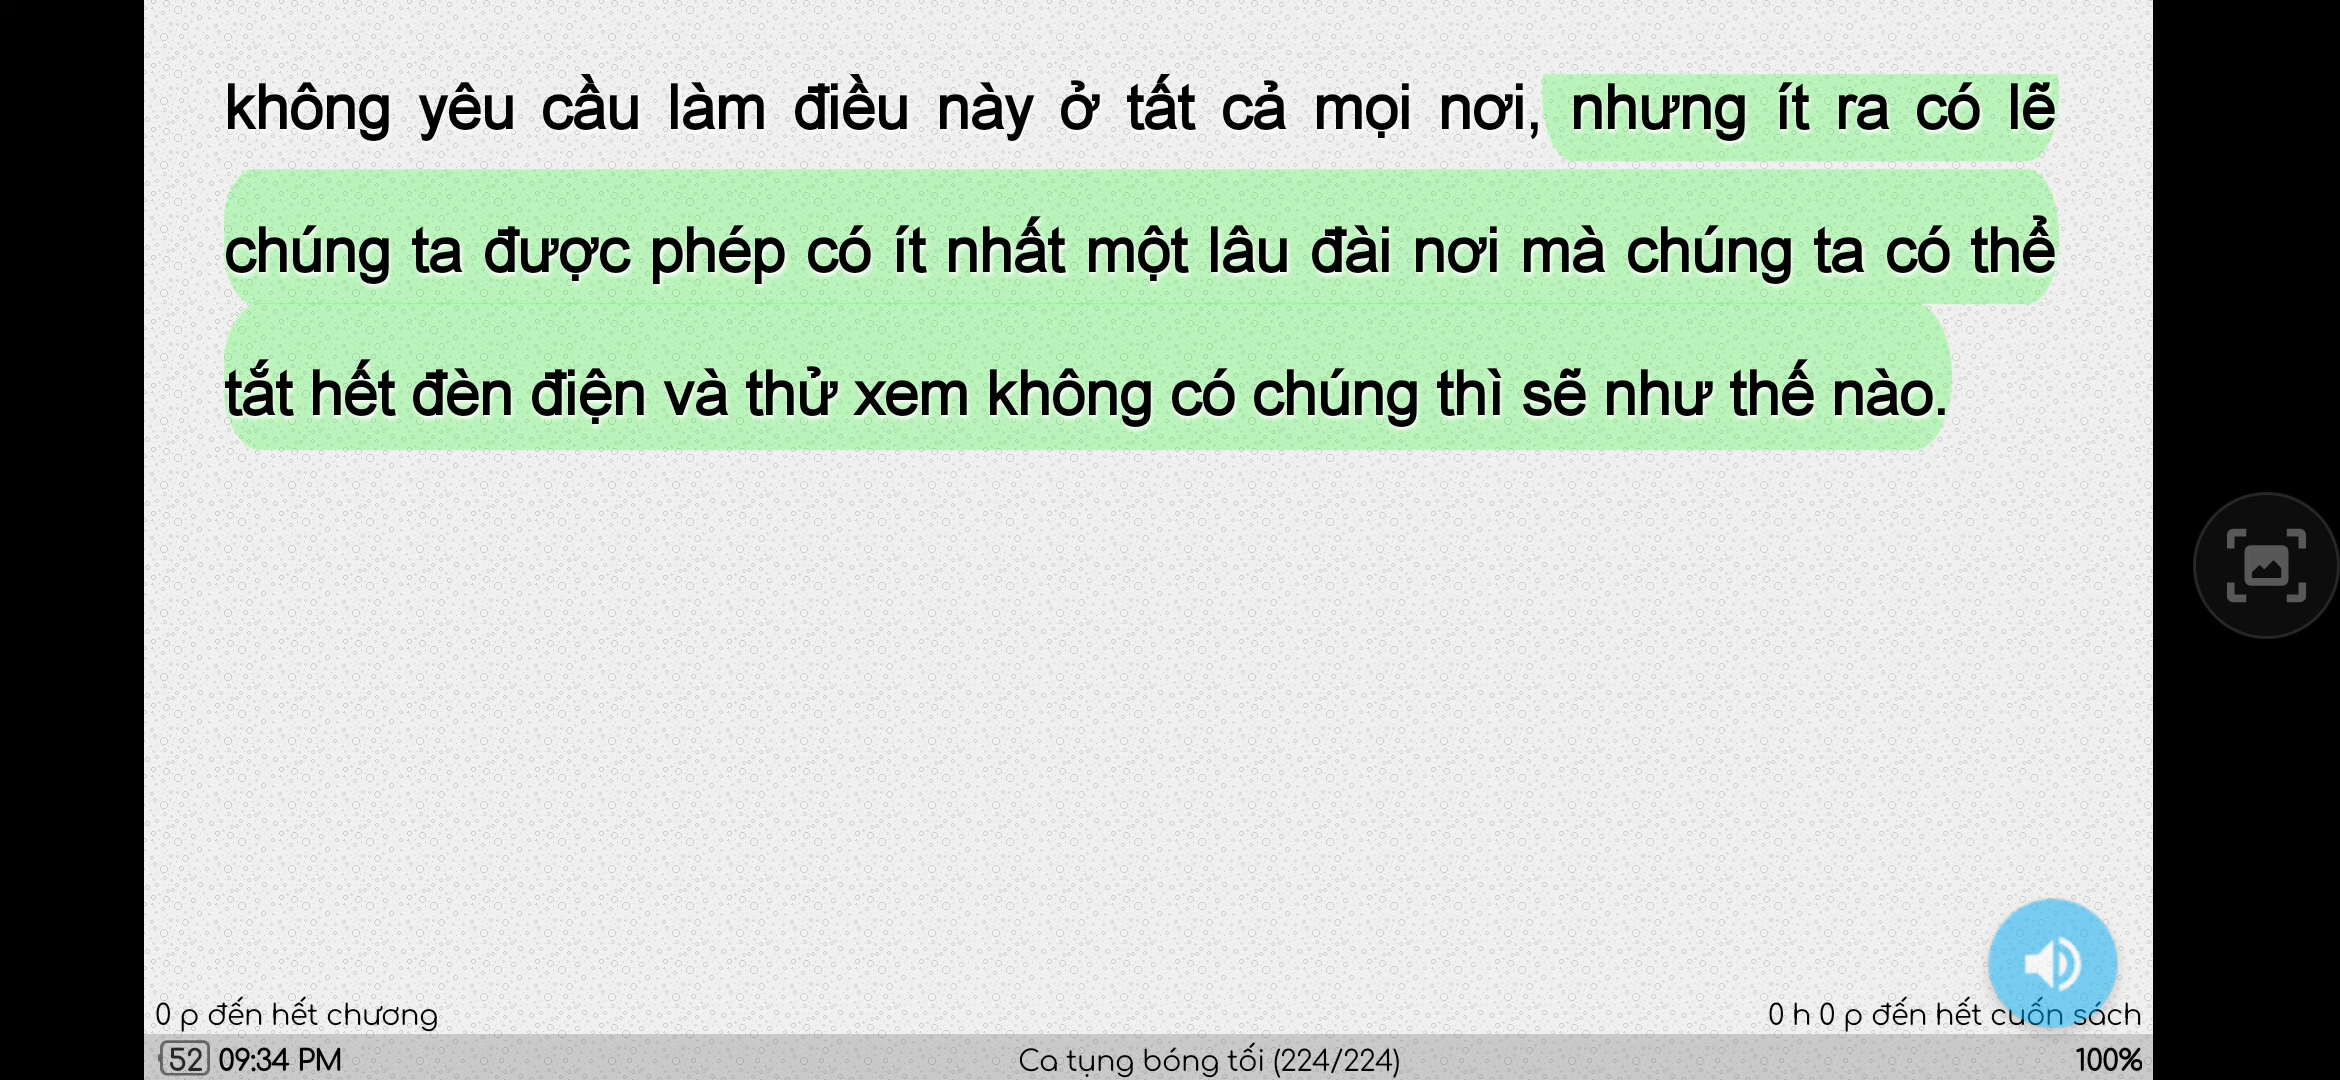 không yêu cầu làm điều này ở tất cả mọi nơi, nhưng ít ra có lẽ
chúng ta được phép có ít nhất một lâu đài nơi mà chúng ta có thể
tắt hết đèn điện và thử xem không có chúng thì sẽ như thế nào.
0 p đến hết chương
0 h 0 p đến hết cuốn sách
52 09:34 PM
Ca tụng bóng tối (224/224)
100%